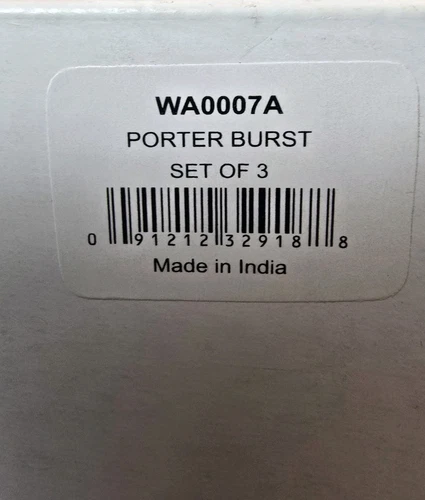 WA0007A
PORTER BURST
SET OF 3
0 91212 32918 8
Made in India